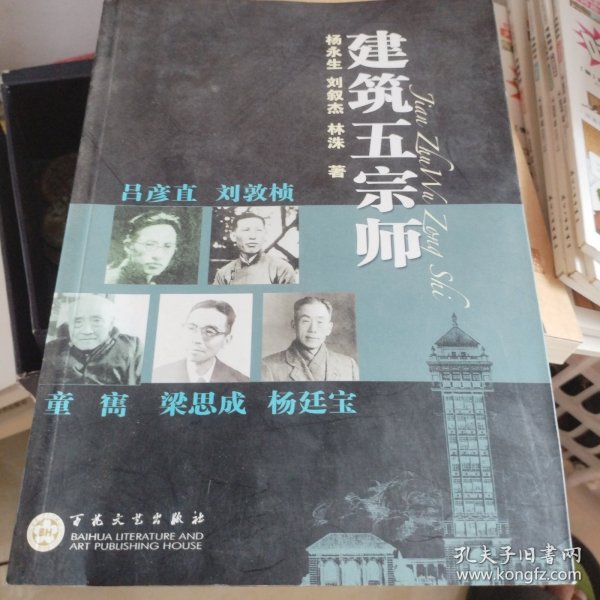 建筑五宗师
Jian Zhu Wu Zong Shi
杨永生 刘叙杰 林洙 著
吕彦直 刘敦桢
童寯 梁思成 杨廷宝
百花文艺出版社
BAIHUA LITERATURE AND
ART PUBLISHING HOUSE
孔夫子旧书网
www.kongfz.com